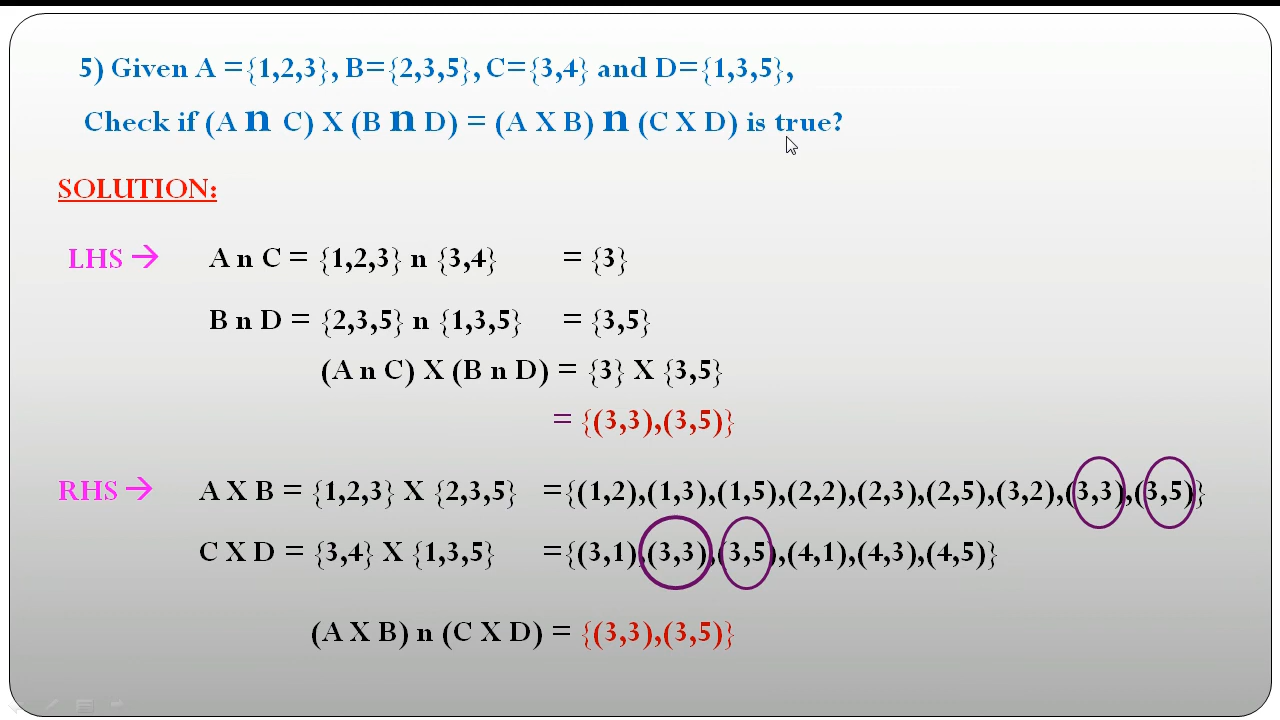 5) Given A ={1,2,3}, B={2,3,5}, C={3,4} and D={1,3,5},
Check if (A n C) X (B n D) = (A X B) n (C X D) is true?
SOLUTION:
LHS → A n C = {1,2,3} n {3,4} = {3}
B n D = {2,3,5} n {1,3,5} = {3,5}
(A n C) X (B n D) = {3} X {3,5}
= {(3,3),(3,5)}
RHS → A X B = {1,2,3} X {2,3,5} ={(1,2),(1,3),(1,5),(2,2),(2,3),(2,5),(3,2),(3,3),(3,5)}
C X D = {3,4} X {1,3,5} ={(3,1),(3,3),(3,5),(4,1),(4,3),(4,5)}
(A X B) n (C X D) = {(3,3),(3,5)}